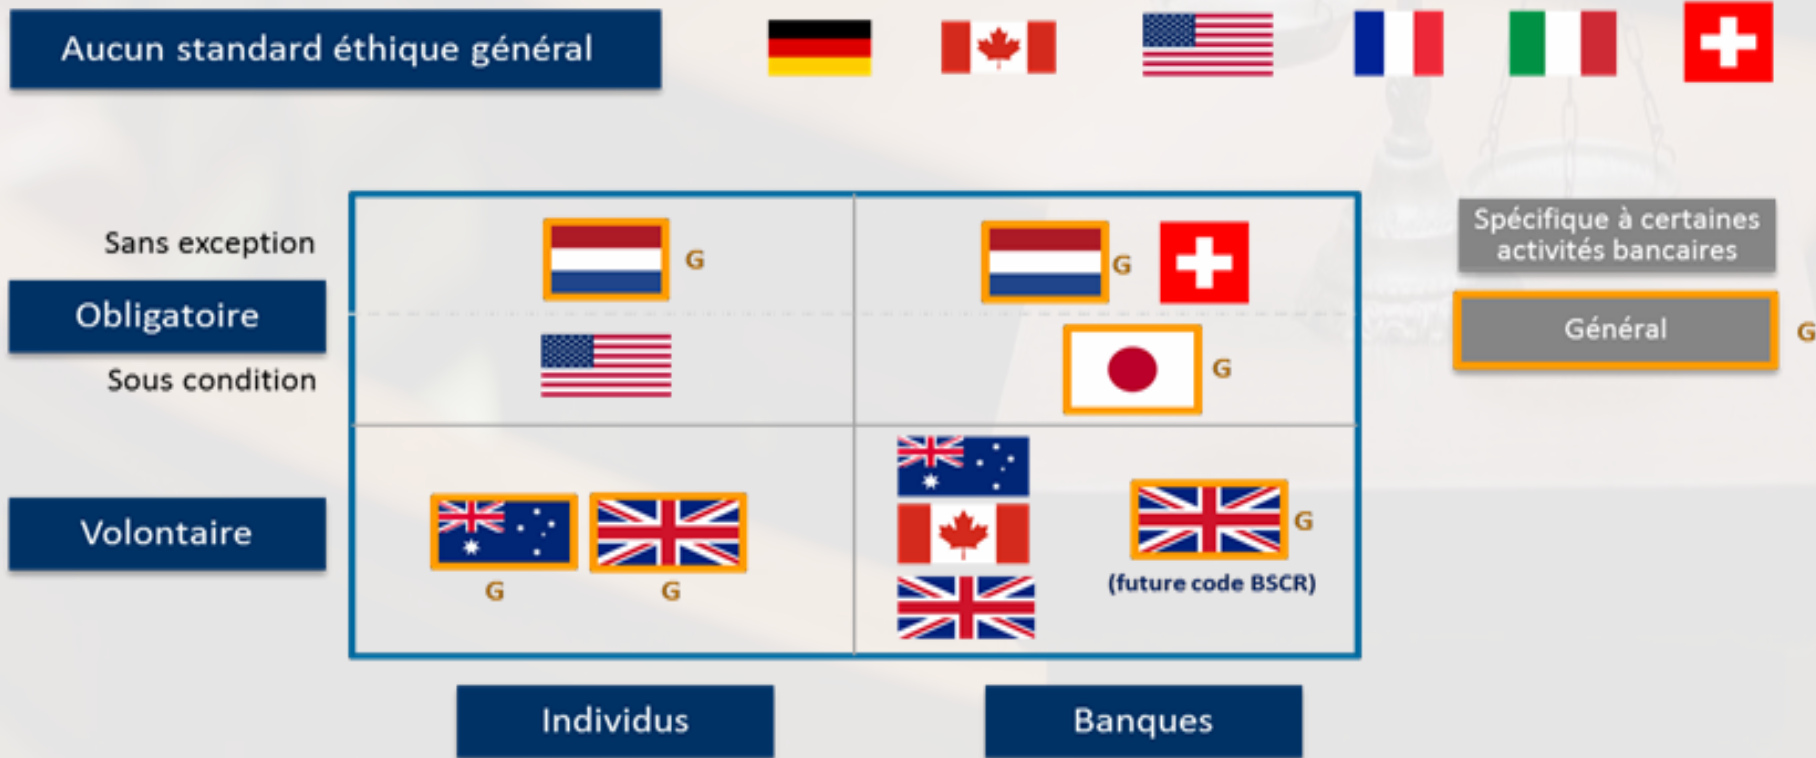 Aucun standard éthique général
Sans exception
G
G
Spécifique à certaines
activités bancaires
Obligatoire
Général
G
Sous condition
G
Volontaire
G
G
G
(future code BSCR)
Individus
Banques